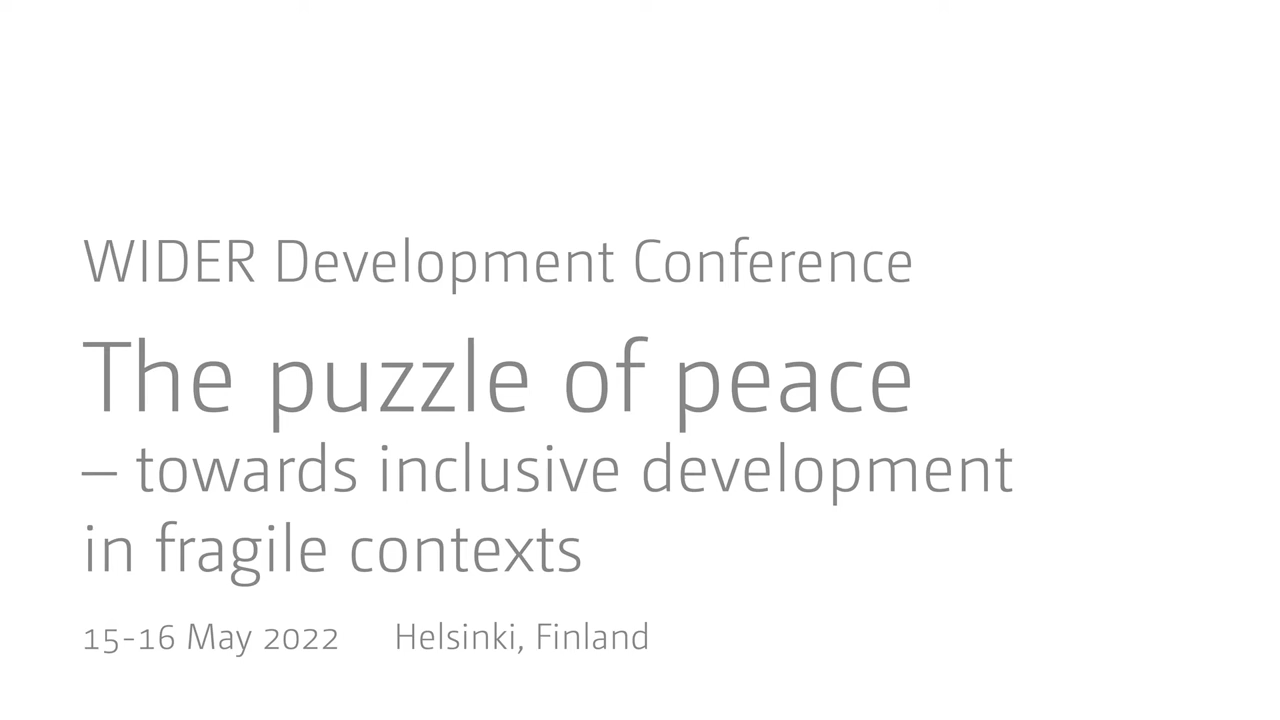 WIDER Development Conference
The puzzle of peace
– towards inclusive development
in fragile contexts
15-16 May 2022 Helsinki, Finland